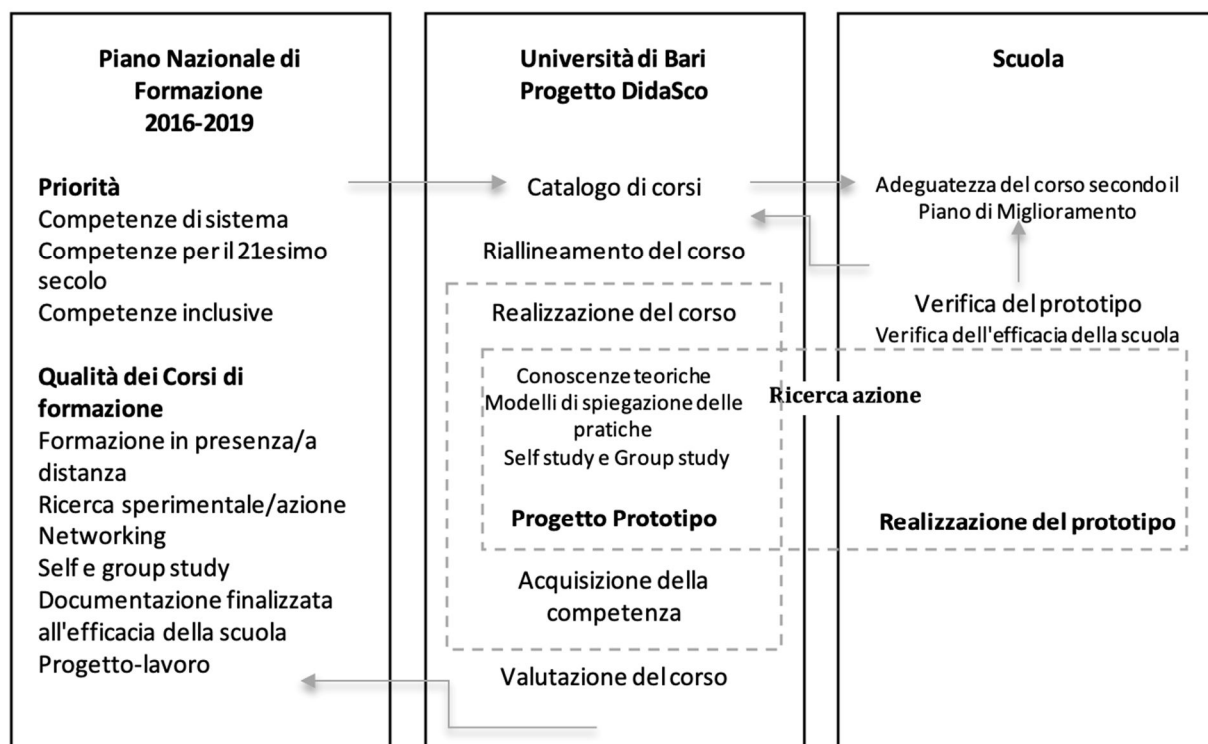 Piano Nazionale di
Formazione
2016-2019
Priorità
Competenze di sistema
Competenze per il 21esimo
secolo
Competenze inclusive
Qualità dei Corsi di
formazione
Formazione in presenza/a
distanza
Ricerca sperimentale/azione
Networking
Self e group study
Documentazione finalizzata
all'efficacia della scuola
Progetto-lavoro
Università di Bari
Progetto DidaSco
Catalogo di corsi
Riallineamento del corso
Realizzazione del corso
Conoscenze teoriche
Modelli di spiegazione delle
pratiche
Self study e Group study
Progetto Prototipo
Acquisizione della
competenza
Valutazione del corso
Ricerca azione
Scuola
Adeguatezza del corso secondo il
Piano di Miglioramento
Verifica del prototipo
Verifica dell'efficacia della scuola
Realizzazione del prototipo